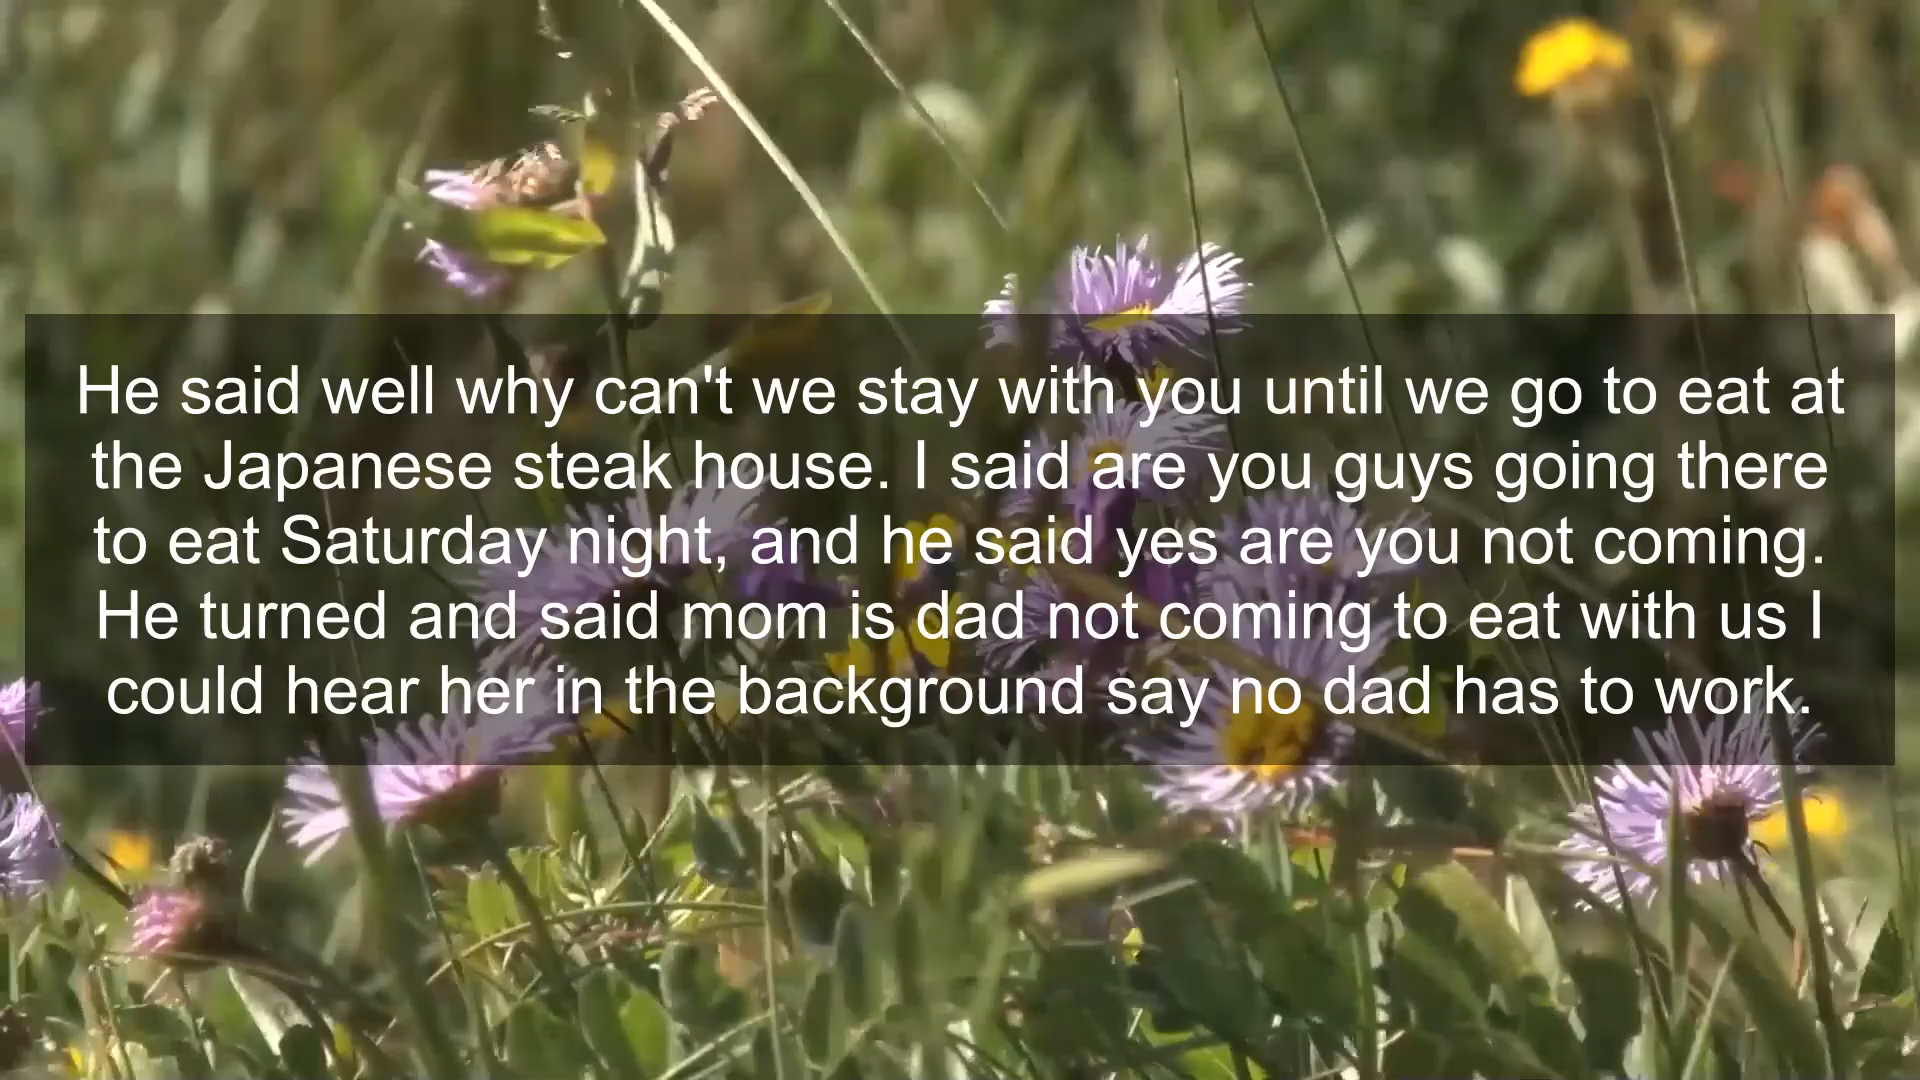 He said well why can't we stay with you until we go to eat at
the Japanese steak house. I said are you guys going there
to eat Saturday night, and he said yes are you not coming.
He turned and said mom is dad not coming to eat with us I
could hear her in the background say no dad has to work.